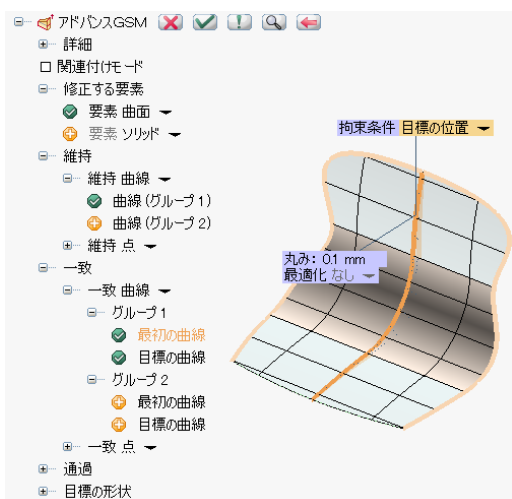 アドバンスGSM
詳細
関連付けモード
修正する要素
要素 曲面
要素 ソリッド
維持
維持 曲線
曲線 (グループ 1)
曲線 (グループ 2)
維持 点
一致
一致 曲線
グループ 1
最初の曲線
目標の曲線
グループ 2
最初の曲線
目標の曲線
一致 点
通過
目標の形状
拘束条件 目標の位置
丸み: 0.1 mm
最適化 なし